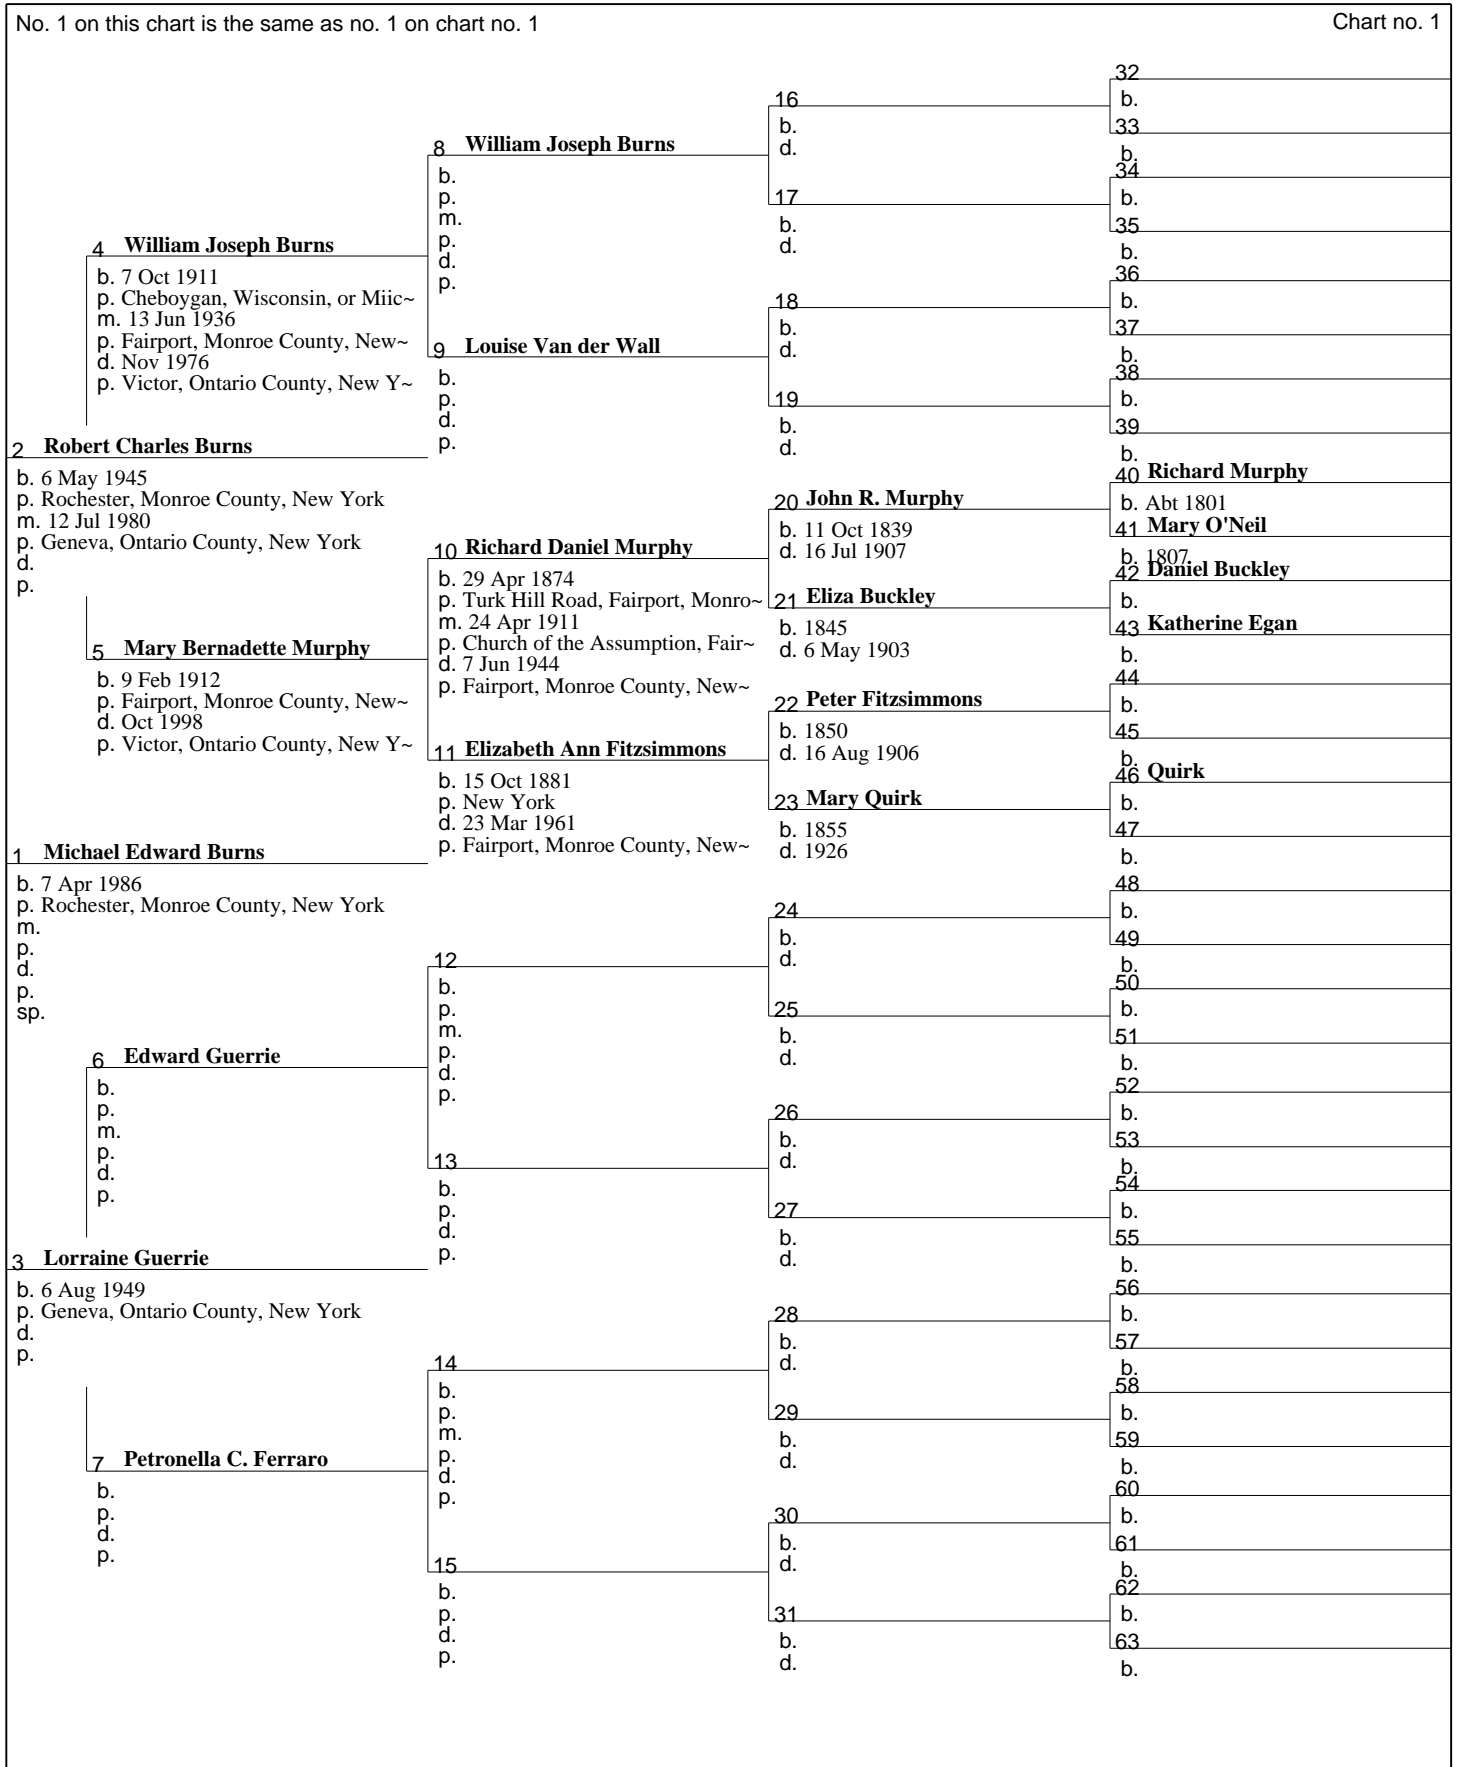 No. 1 on this chart is the same as no. 1 on chart no. 1
Chart no. 1
4 William Joseph Burns
b. 7 Oct 1911
p. Cheboygan, Wisconsin, or Miic~
m. 13 Jun 1936
p. Fairport, Monroe County, New~
d. Nov 1976
p. Victor, Ontario County, New Y~
2 Robert Charles Burns
b. 6 May 1945
p. Rochester, Monroe County, New York
m. 12 Jul 1980
p. Geneva, Ontario County, New York
d.
p.
5 Mary Bernadette Murphy
b. 9 Feb 1912
p. Fairport, Monroe County, New~
d. Oct 1998
p. Victor, Ontario County, New Y~
1 Michael Edward Burns
b. 7 Apr 1986
p. Rochester, Monroe County, New York
m.
p.
d.
p.
sp.
6 Edward Guerrie
b.
p.
m.
p.
d.
p.
3 Lorraine Guerrie
b. 6 Aug 1949
p. Geneva, Ontario County, New York
d.
p.
7 Petronella C. Ferraro
b.
p.
d.
p.
8 William Joseph Burns
b.
p.
m.
p.
d.
p.
9 Louise Van der Wall
b.
p.
d.
p.
10 Richard Daniel Murphy
b. 29 Apr 1874
p. Turk Hill Road, Fairport, Monro~
m. 24 Apr 1911
p. Church of the Assumption, Fair~
d. 7 Jun 1944
p. Fairport, Monroe County, New~
11 Elizabeth Ann Fitzsimmons
b. 15 Oct 1881
p. New York
d. 23 Mar 1961
p. Fairport, Monroe County, New~
12
b.
p.
m.
p.
d.
p.
13
b.
p.
d.
p.
14
b.
p.
m.
p.
d.
p.
15
b.
p.
d.
p.
16
b.
d.
17
b.
d.
18
b.
d.
19
b.
d.
20 John R. Murphy
b. 11 Oct 1839
d. 16 Jul 1907
21 Eliza Buckley
b. 1845
d. 6 May 1903
22 Peter Fitzsimmons
b. 1850
d. 16 Aug 1906
23 Mary Quirk
b. 1855
d. 1926
24
b.
d.
25
b.
d.
26
b.
d.
27
b.
d.
28
b.
d.
29
b.
d.
30
b.
d.
31
b.
d.
32
b.
33
b.
34
b.
35
b.
36
b.
37
b.
38
b.
39
b.
40 Richard Murphy
b. Abt 1801
41 Mary O'Neil
b. 1807
42 Daniel Buckley
b.
43 Katherine Egan
b.
44
b.
45
b.
46 Quirk
b.
47
b.
48
b.
49
b.
50
b.
51
b.
52
b.
53
b.
54
b.
55
b.
56
b.
57
b.
58
b.
59
b.
60
b.
61
b.
62
b.
63
b.